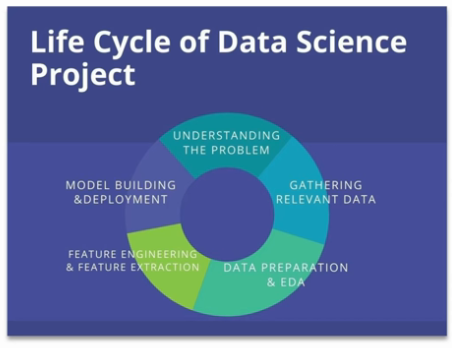 Life Cycle of Data Science
Project
UNDERSTANDING
THE PROBLEM
GATHERING
RELEVANT DATA
DATA PREPARATION
& EDA
FEATURE ENGINEERING
& FEATURE EXTRACTION
MODEL BUILDING
&DEPLOYMENT